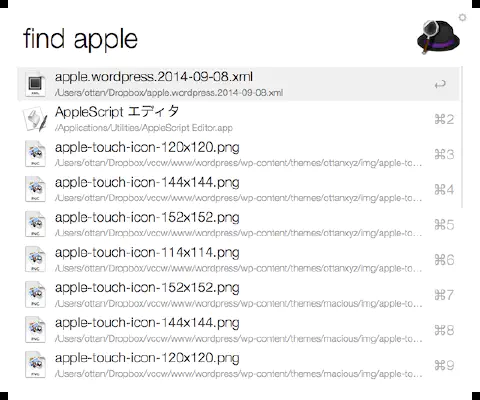 find apple
apple.wordpress.2014-09-08.xml
/Users/ottan/Dropbox/apple.wordpress.2014-09-08.xml
AppleScript エディタ
⌘2
/Applications/Utilities/AppleScript Editor.app
apple-touch-icon-120x120.png
⌘3
/Users/ottan/Dropbox/vccw/www/wordpress/wp-content/themes/ottanxyz/img/apple-to…
apple-touch-icon-144x144.png
⌘4
/Users/ottan/Dropbox/vccw/www/wordpress/wp-content/themes/ottanxyz/img/apple-to…
apple-touch-icon-152x152.png
⌘5
/Users/ottan/Dropbox/vccw/www/wordpress/wp-content/themes/ottanxyz/img/apple-to…
apple-touch-icon-114x114.png
⌘6
/Users/ottan/Dropbox/vccw/www/wordpress/wp-content/themes/ottanxyz/img/apple-to…
apple-touch-icon-152x152.png
⌘7
/Users/ottan/Dropbox/vccw/www/wordpress/wp-content/themes/macious/img/apple-to…
apple-touch-icon-144x144.png
⌘8
/Users/ottan/Dropbox/vccw/www/wordpress/wp-content/themes/macious/img/apple-to…
apple-touch-icon-120x120.png
⌘9
/Users/ottan/Dropbox/vccw/www/wordpress/wp-content/themes/macious/img/apple-to…